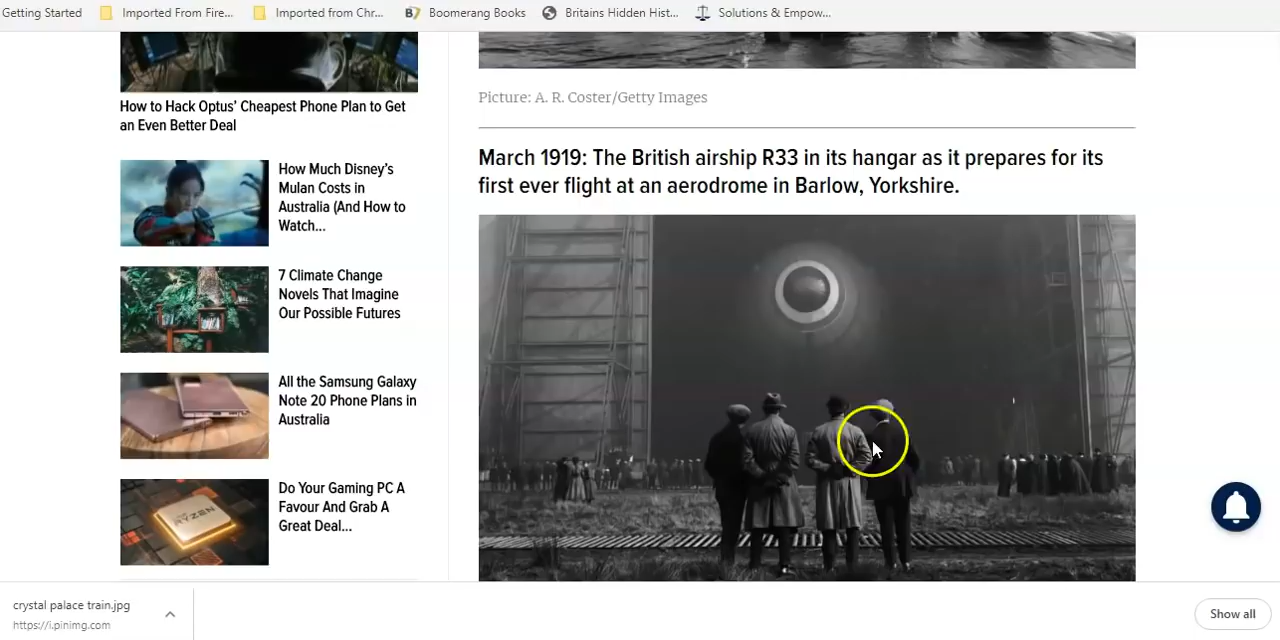 Getting Started
Imported From Fire...
Imported from Chr...
B7
Boomerang Books
Britains Hidden Hist...
Solutions & Empow...
How to Hack Optus' Cheapest Phone Plan to Get
an Even Better Deal
How Much Disney's
Mulan Costs in
Australia (And How to
Watch...
7 Climate Change
Novels That Imagine
Our Possible Futures
All the Samsung Galaxy
Note 20 Phone Plans in
Australia
Do Your Gaming PC A
Favour And Grab A
Great Deal...
RYZEN
Picture: A. R. Coster/Getty Images
March 1919: The British airship R33 in its hangar as it prepares for its
first ever flight at an aerodrome in Barlow, Yorkshire.
crystal palace train.jpg
https://i.pinimg.com
Show all